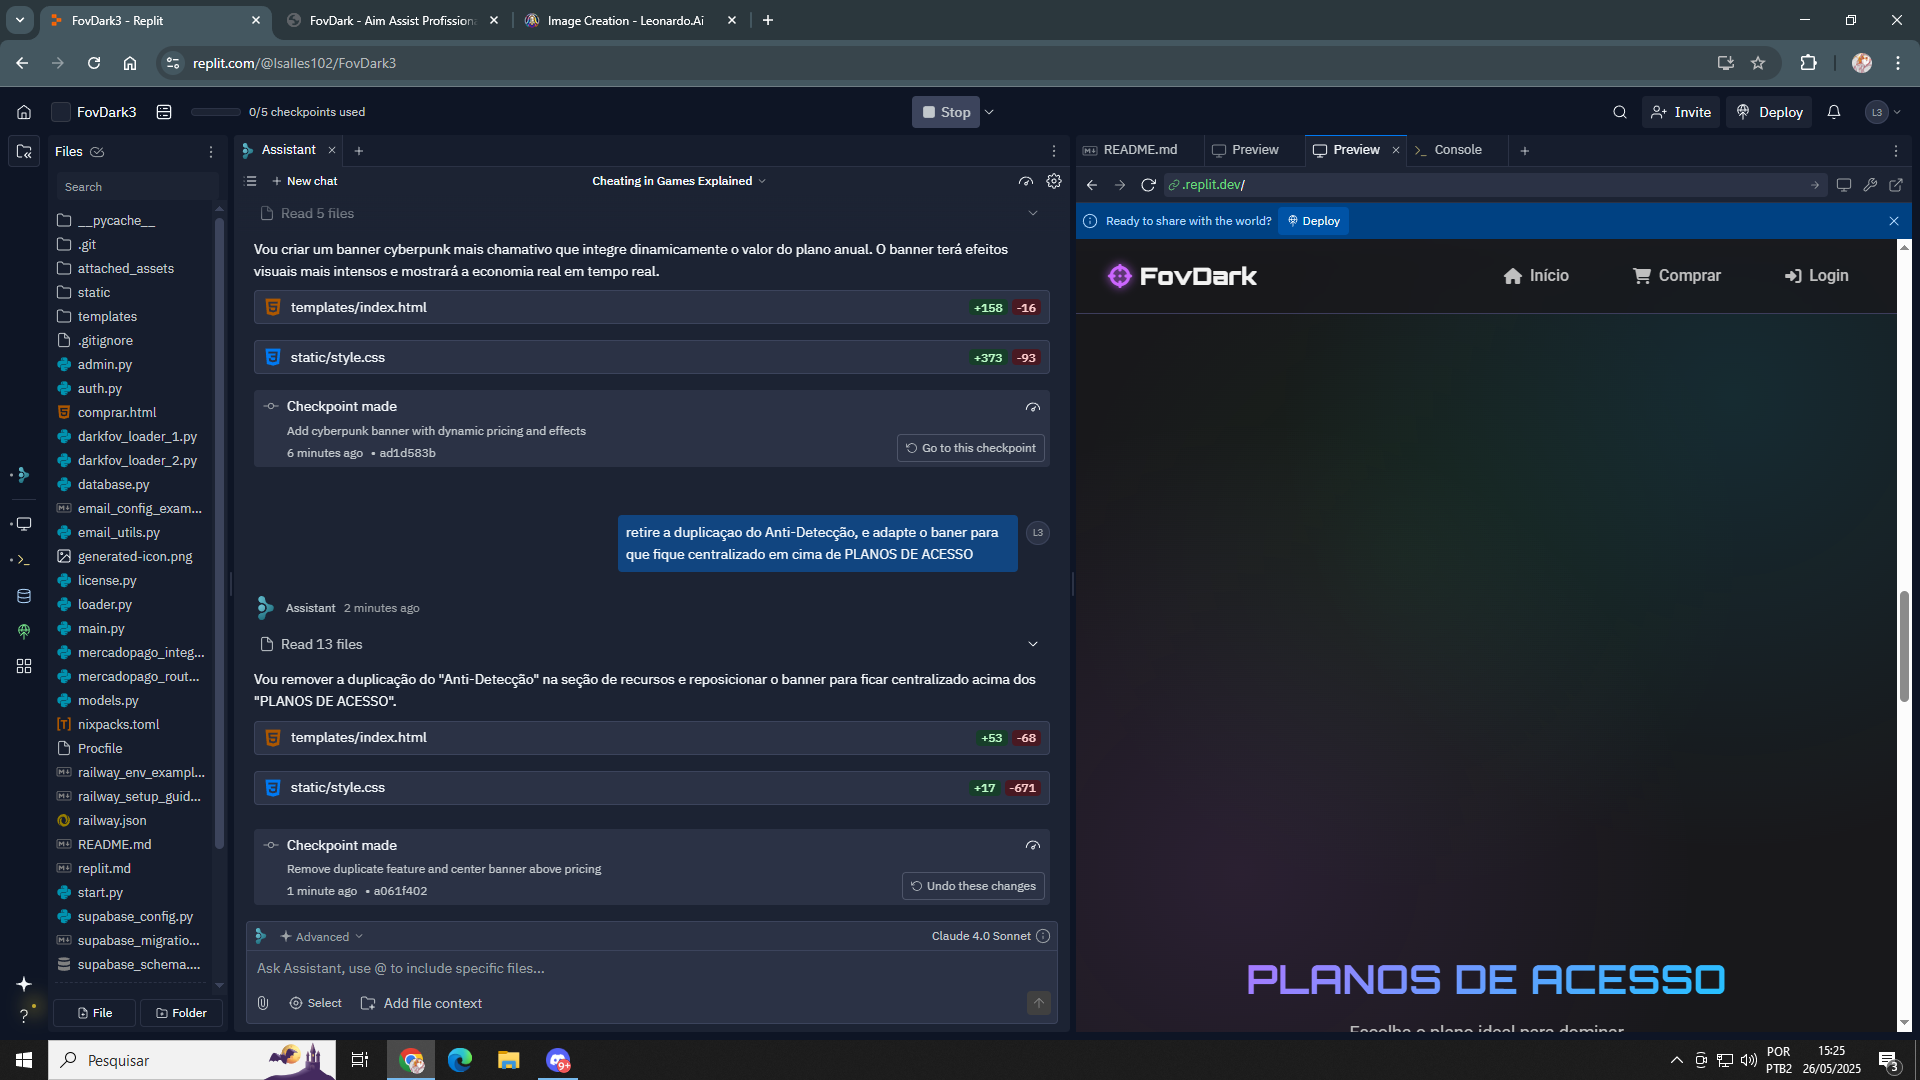 FovDark3 - Replit
FovDark - Aim Assist Profission
Image Creation - Leonardo.Ai
replit.com/@lsalles102/FovDark3
FovDark3
0/5 checkpoints used
Stop
Invite
Deploy
L3
Files
Search
__pycache__
.git
attached_assets
static
templates
.gitignore
admin.py
auth.py
comprar.html
darkfov_loader_1.py
darkfov_loader_2.py
database.py
email_config_exam...
email_utils.py
generated-icon.png
license.py
loader.py
main.py
mercadopago_integ...
mercadopago_rout...
models.py
nixpacks.toml
Procfile
railway_env_exampl...
railway_setup_guid...
railway.json
README.md
replit.md
start.py
supabase_config.py
supabase_migratio...
supabase_schema....
File
Folder
Assistant
New chat
Cheating in Games Explained
Read 5 files
Vou criar um banner cyberpunk mais chamativo que integre dinamicamente o valor do plano anual. O banner terá efeitos
visuais mais intensos e mostrará a economia real em tempo real.
templates/index.html
+158 -16
static/style.css
+373 -93
Checkpoint made
Add cyberpunk banner with dynamic pricing and effects
6 minutes ago • ad1d583b
Go to this checkpoint
retire a duplicaçao do Anti-Detecção, e adapte o baner para
que fique centralizado em cima de PLANOS DE ACESSO
L3
Assistant 2 minutes ago
Read 13 files
Vou remover a duplicação do "Anti-Detecção" na seção de recursos e reposicionar o banner para ficar centralizado acima dos
"PLANOS DE ACESSO".
templates/index.html
+53 -68
static/style.css
+17 -671
Checkpoint made
Remove duplicate feature and center banner above pricing
1 minute ago • a061f402
Undo these changes
Advanced
Claude 4.0 Sonnet
Ask Assistant, use @ to include specific files...
Select
Add file context
README.md
Preview
Preview
Console
.replit.dev/
Ready to share with the world?
Deploy
FovDark
Início
Comprar
Login
PLANOS DE ACESSO
Escolha o plano ideal para dominar
Pesquisar
9+
POR
PTB2
15:25
26/05/2025
3